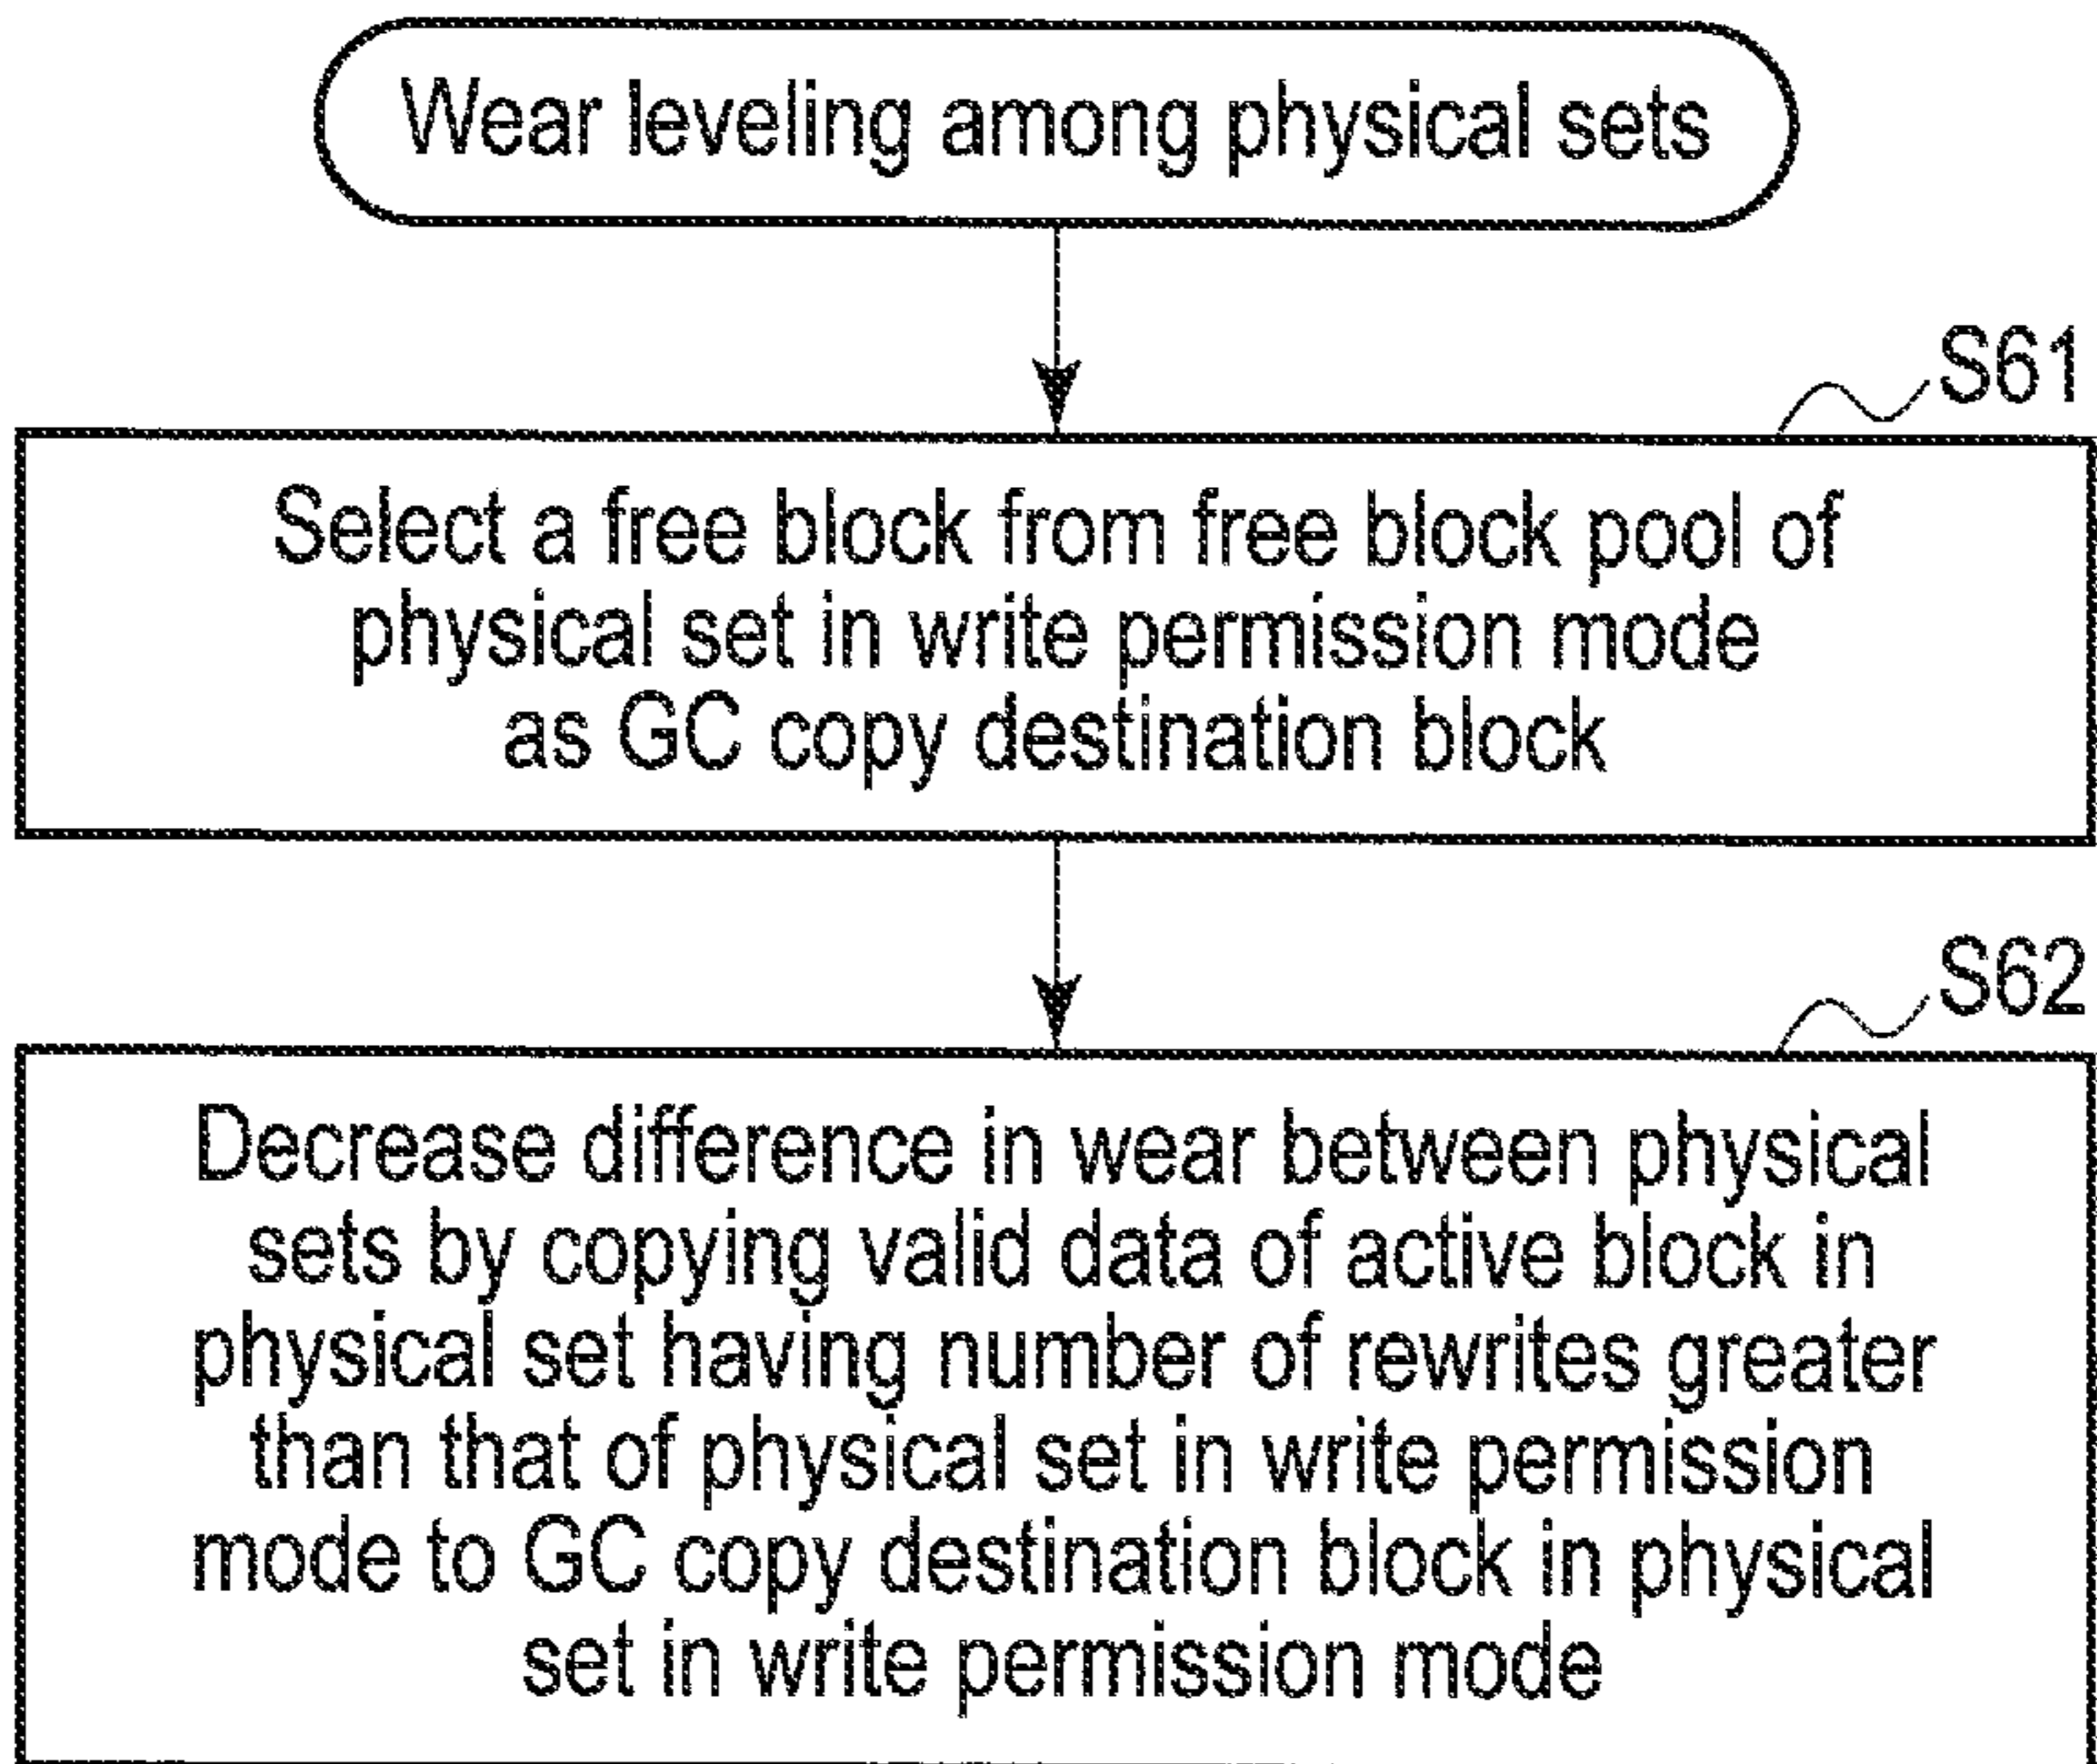 Wear leveling among physical sets
S61
Select a free block from free block pool of
physical set in write permission mode
as GC copy destination block
S62
Decrease difference in wear between physical
sets by copying valid data of active block in
physical set having number of rewrites greater
than that of physical set in write permission
mode to GC copy destination block in physical
set in write permission mode